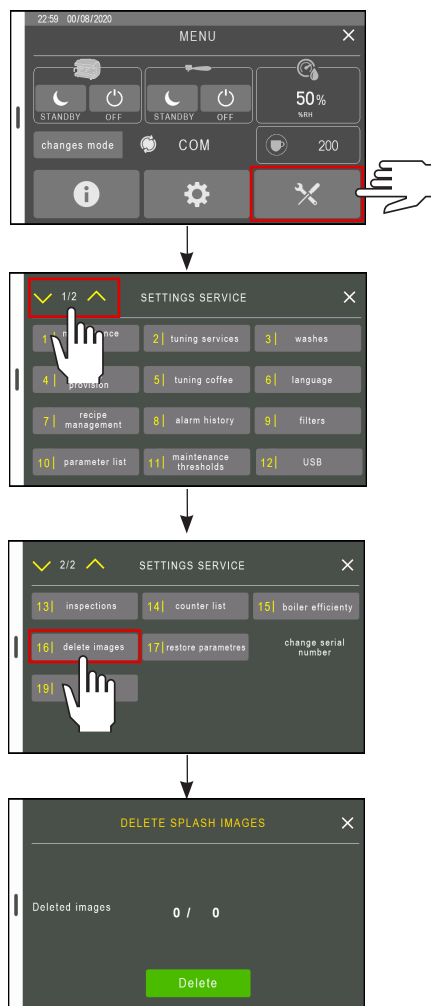 22:59 00/08/2020
MENU
STANDBY OFF STANDBY OFF
50%
%RH
changes mode COM 200
1/2 SETTINGS SERVICE
1| 2| tuning services 3| washes
4| provision 5| tuning coffee 6| language
7| recipe management 8| alarm history 9| filters
10| parameter list 11| maintenance thresholds 12| USB
2/2 SETTINGS SERVICE
13| inspections 14| counter list 15| boiler efficienty
16| delete images 17| restore parametres change serial number
19|
DELETE SPLASH IMAGES
Deleted images 0 / 0
Delete